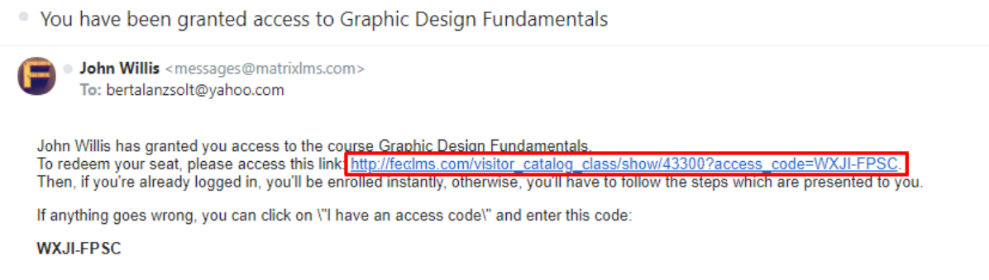 You have been granted access to Graphic Design Fundamentals
F
John Willis <messages@matrixlms.com>
To: bertalanzsolt@yahoo.com
John Willis has granted you access to the course Graphic Design Fundamentals.
To redeem your seat, please access this link: http://feclms.com/visitor_catalog_class/show/43300?access_code=WXJI-FPSC.
Then, if you're already logged in, you'll be enrolled instantly, otherwise, you'll have to follow the steps which are presented to you.
If anything goes wrong, you can click on \"I have an access code\" and enter this code:
WXJI-FPSC